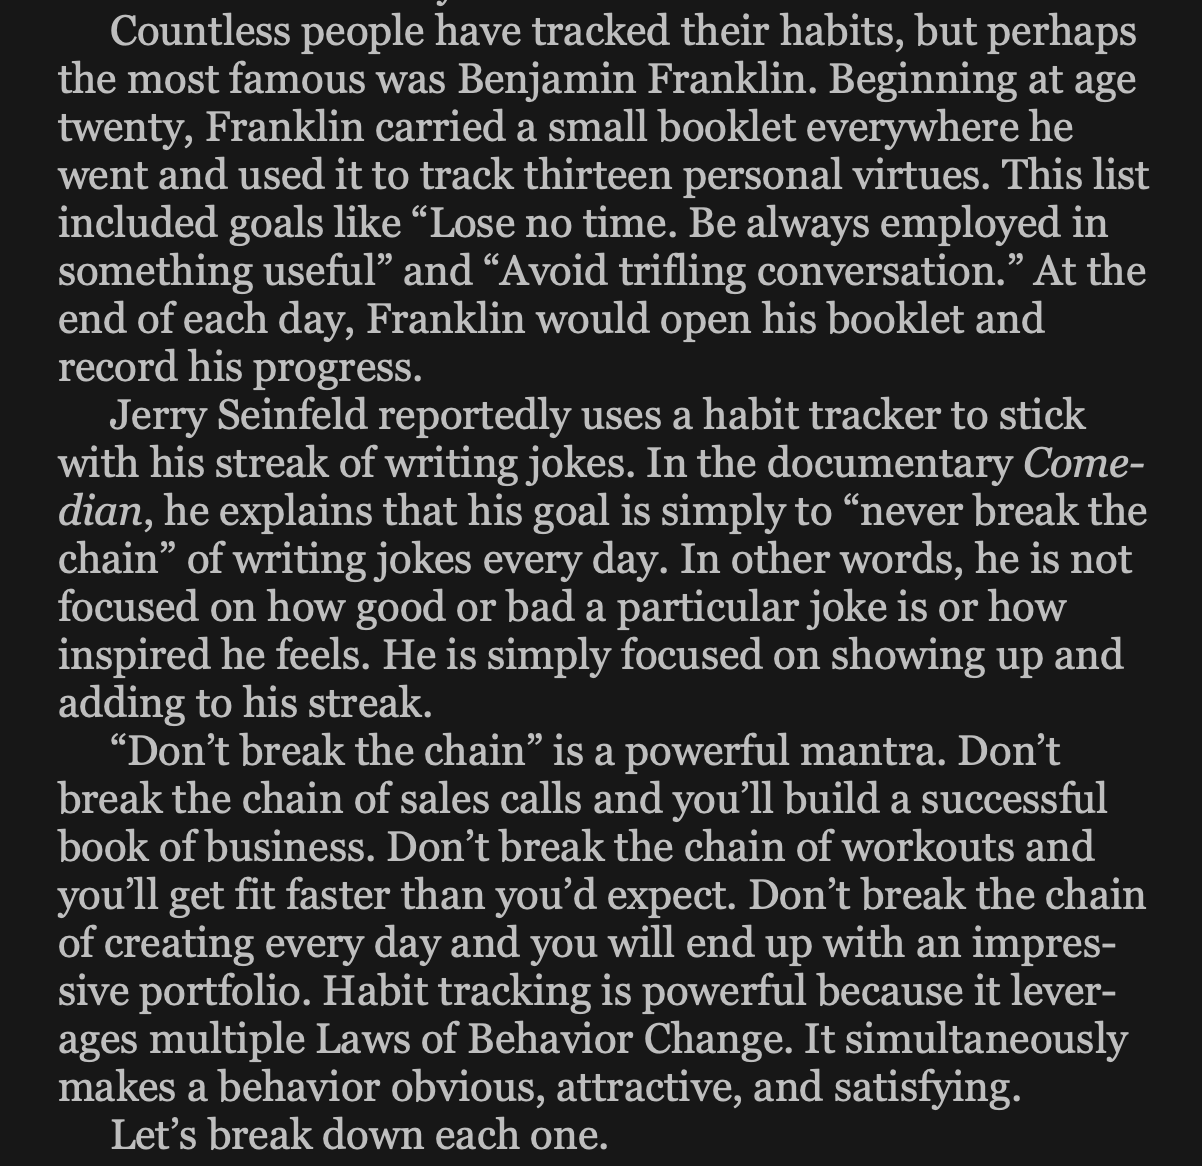 Countless people have tracked their habits, but perhaps
the most famous was Benjamin Franklin. Beginning at age
twenty, Franklin carried a small booklet everywhere he
went and used it to track thirteen personal virtues. This list
included goals like “Lose no time. Be always employed in
something useful” and “Avoid trifling conversation.” At the
end of each day, Franklin would open his booklet and
record his progress.
Jerry Seinfeld reportedly uses a habit tracker to stick
with his streak of writing jokes. In the documentary Come-
dian, he explains that his goal is simply to “never break the
chain” of writing jokes every day. In other words, he is not
focused on how good or bad a particular joke is or how
inspired he feels. He is simply focused on showing up and
adding to his streak.
“Don’t break the chain” is a powerful mantra. Don’t
break the chain of sales calls and you’ll build a successful
book of business. Don’t break the chain of workouts and
you’ll get fit faster than you’d expect. Don’t break the chain
of creating every day and you will end up with an impres-
sive portfolio. Habit tracking is powerful because it lever-
ages multiple Laws of Behavior Change. It simultaneously
makes a behavior obvious, attractive, and satisfying.
Let’s break down each one.